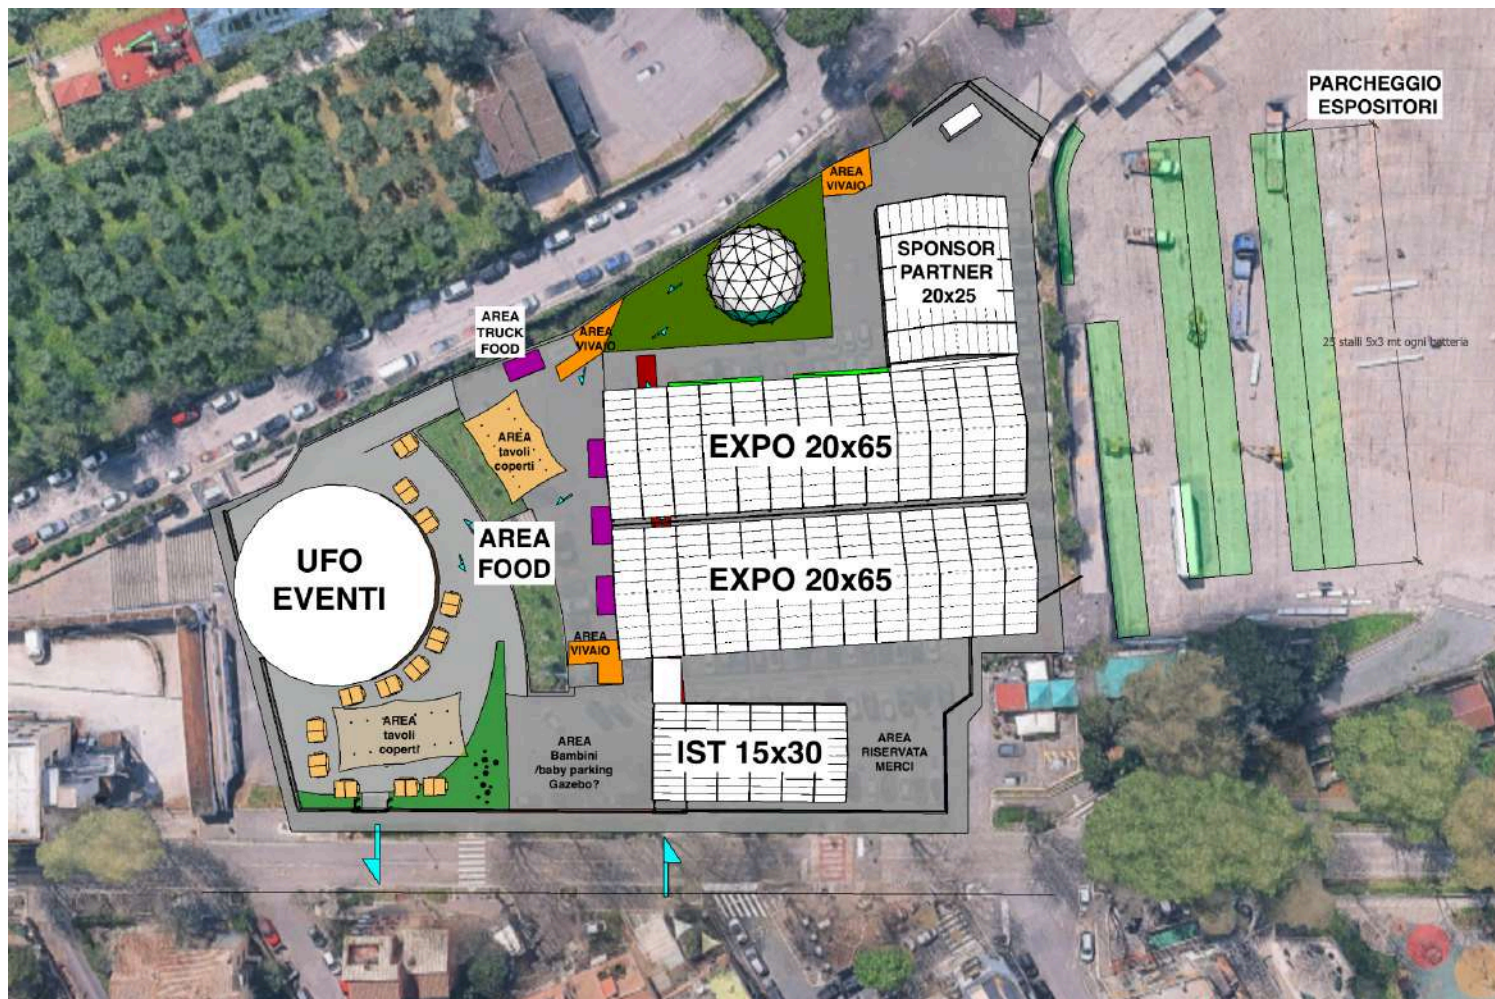 PARCHEGGIO
ESPOSITORI
AREA
VIVAIO
SPONSOR
PARTNER
20x25
AREA
TRUCK
FOOD
AREA
VIVAIO
25 stalli 5x3 mt ogni batteria
AREA
tavoli
coperti
EXPO 20x65
AREA
FOOD
UFO
EVENTI
EXPO 20x65
AREA
VIVAIO
AREA
tavoli
coperti
AREA
Bambini
/baby parking
Gazebo?
IST 15x30
AREA
RISERVATA
MERCI